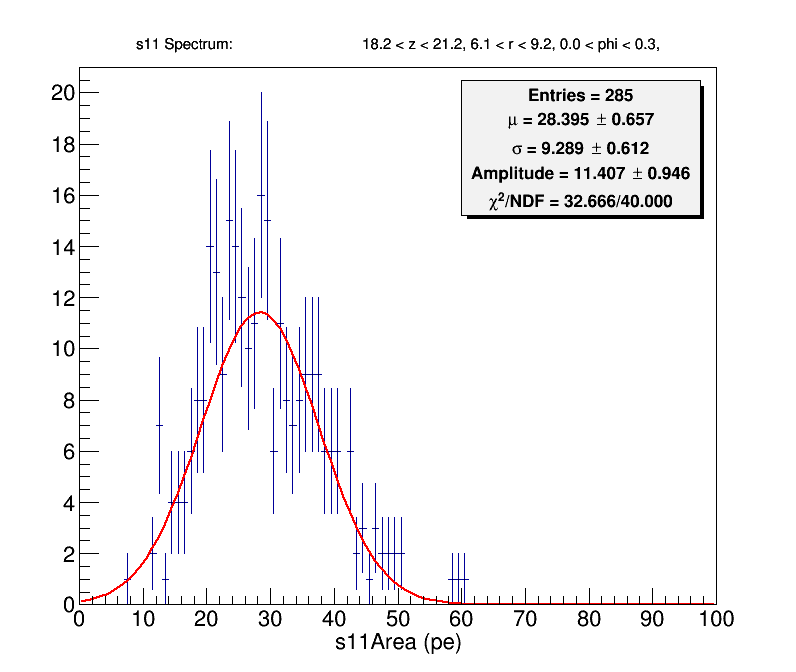 s11 Spectrum: 18.2 < z < 21.2, 6.1 < r < 9.2, 0.0 < phi < 0.3,
Entries = 285
μ = 28.395 ± 0.657
σ = 9.289 ± 0.612
Amplitude = 11.407 ± 0.946
χ²/NDF = 32.666/40.000
20
18
16
14
12
10
8
6
4
2
0
0 10 20 30 40 50 60 70 80 90 100
s11Area (pe)